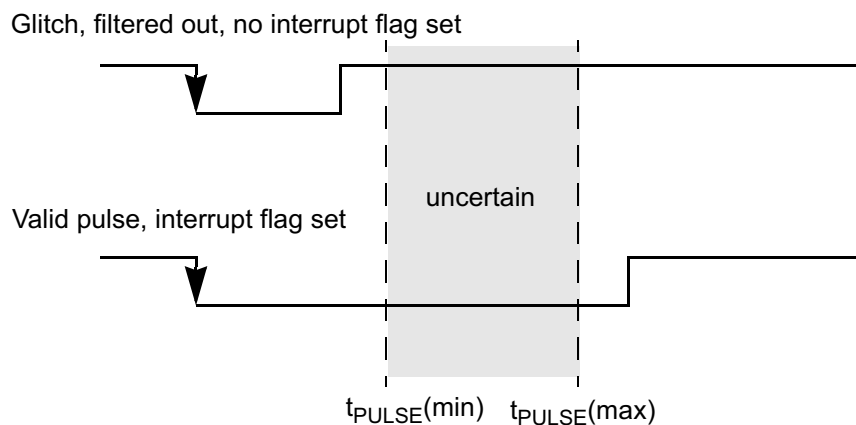 Glitch, filtered out, no interrupt flag set
uncertain
Valid pulse, interrupt flag set
tPULSE(min) tPULSE(max)